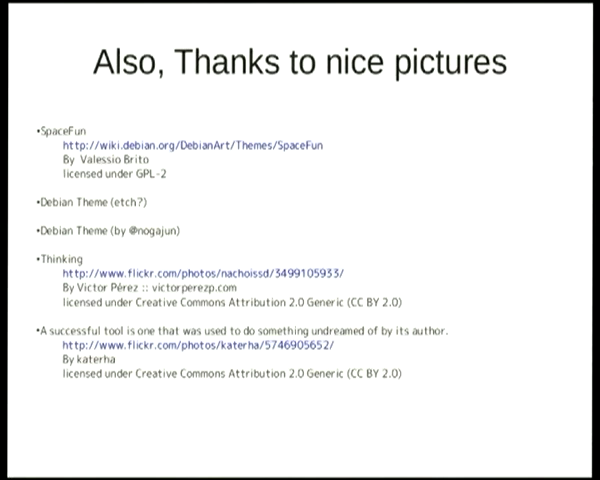 Also, Thanks to nice pictures
•SpaceFun
http://wiki.debian.org/DebianArt/Themes/SpaceFun
By Valessio Brito
licensed under GPL-2
•Debian Theme (etch?)
•Debian Theme (by @nogajun)
•Thinking
http://www.flickr.com/photos/nachoissd/3499105933/
By Victor Pérez :: victorperezp.com
licensed under Creative Commons Attribution 2.0 Generic (CC BY 2.0)
•A successful tool is one that was used to do something undreamed of by its author.
http://www.flickr.com/photos/katerha/5746905652/
By katerha
licensed under Creative Commons Attribution 2.0 Generic (CC BY 2.0)